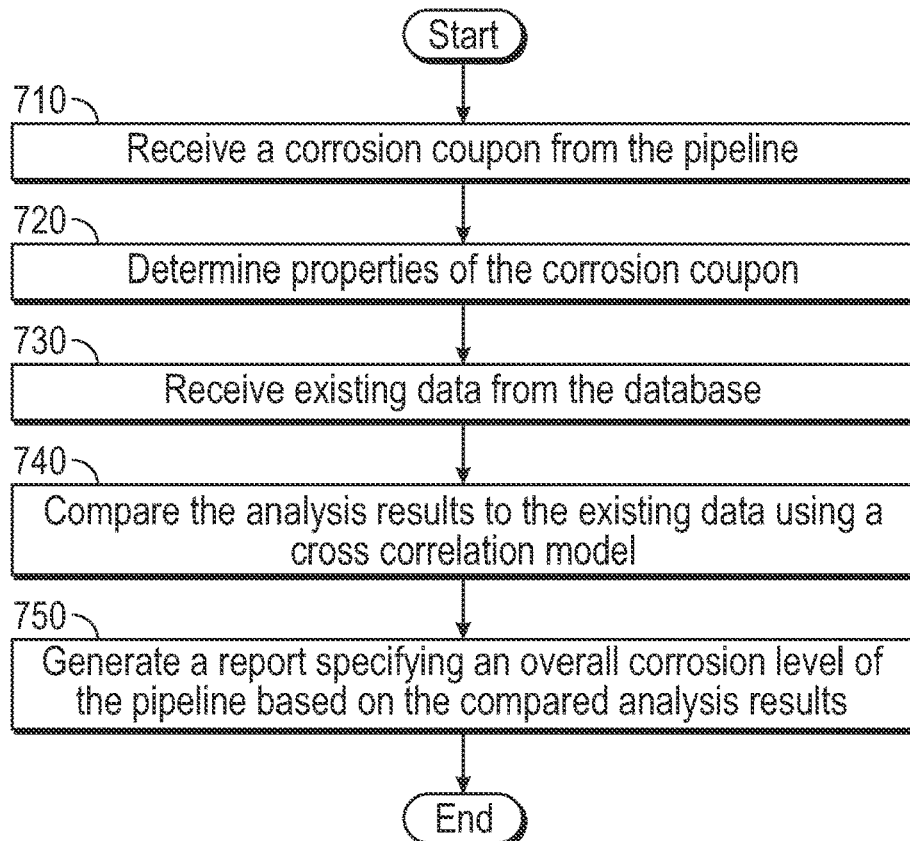 Start
710
Receive a corrosion coupon from the pipeline
720
Determine properties of the corrosion coupon
730
Receive existing data from the database
740
Compare the analysis results to the existing data using a
cross correlation model
750
Generate a report specifying an overall corrosion level of
the pipeline based on the compared analysis results
End